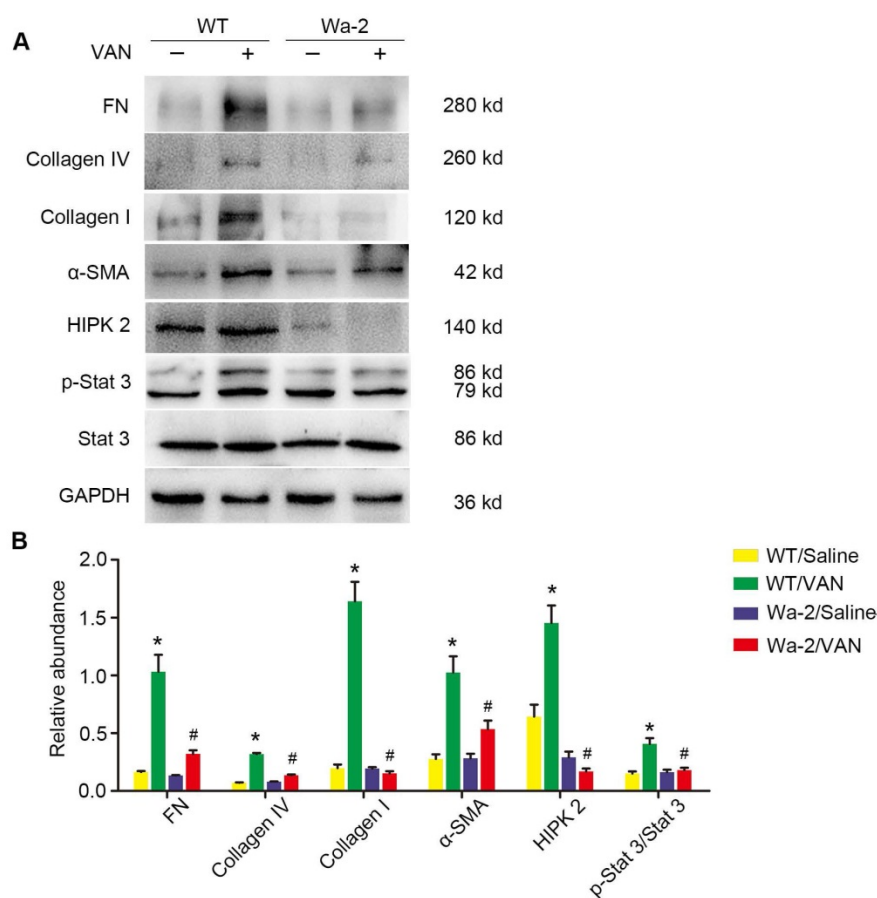 A
WT Wa-2
VAN − + − +
FN 280 kd
Collagen IV 260 kd
Collagen I 120 kd
α-SMA 42 kd
HIPK 2 140 kd
p-Stat 3 86 kd
79 kd
Stat 3 86 kd
GAPDH 36 kd
B
Relative abundance
2.0
1.5
1.0
0.5
0.0
* # * # * # * # * # * #
FN Collagen IV Collagen I α-SMA HIPK 2 p-Stat 3/Stat 3
WT/Saline
WT/VAN
Wa-2/Saline
Wa-2/VAN